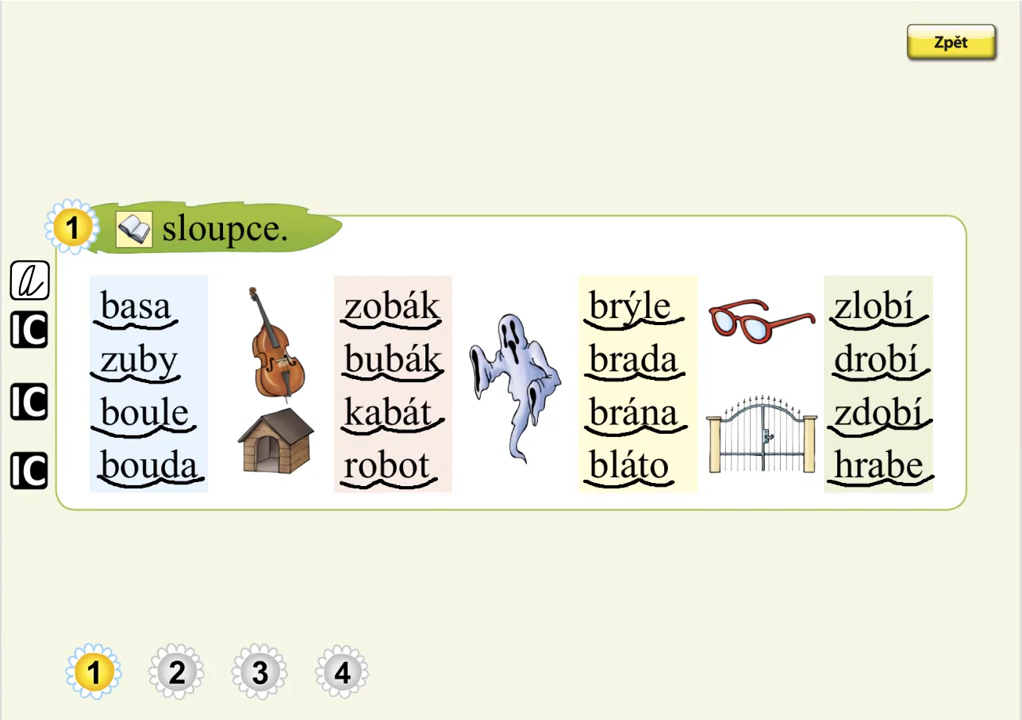 Zpět
1 sloupce.
a
IC
IC
IC
basa
zuby
boule
bouda
zobák
bubák
kabát
robot
brýle
brada
brána
bláto
zlobí
drobí
zdobí
hrabe
1 2 3 4